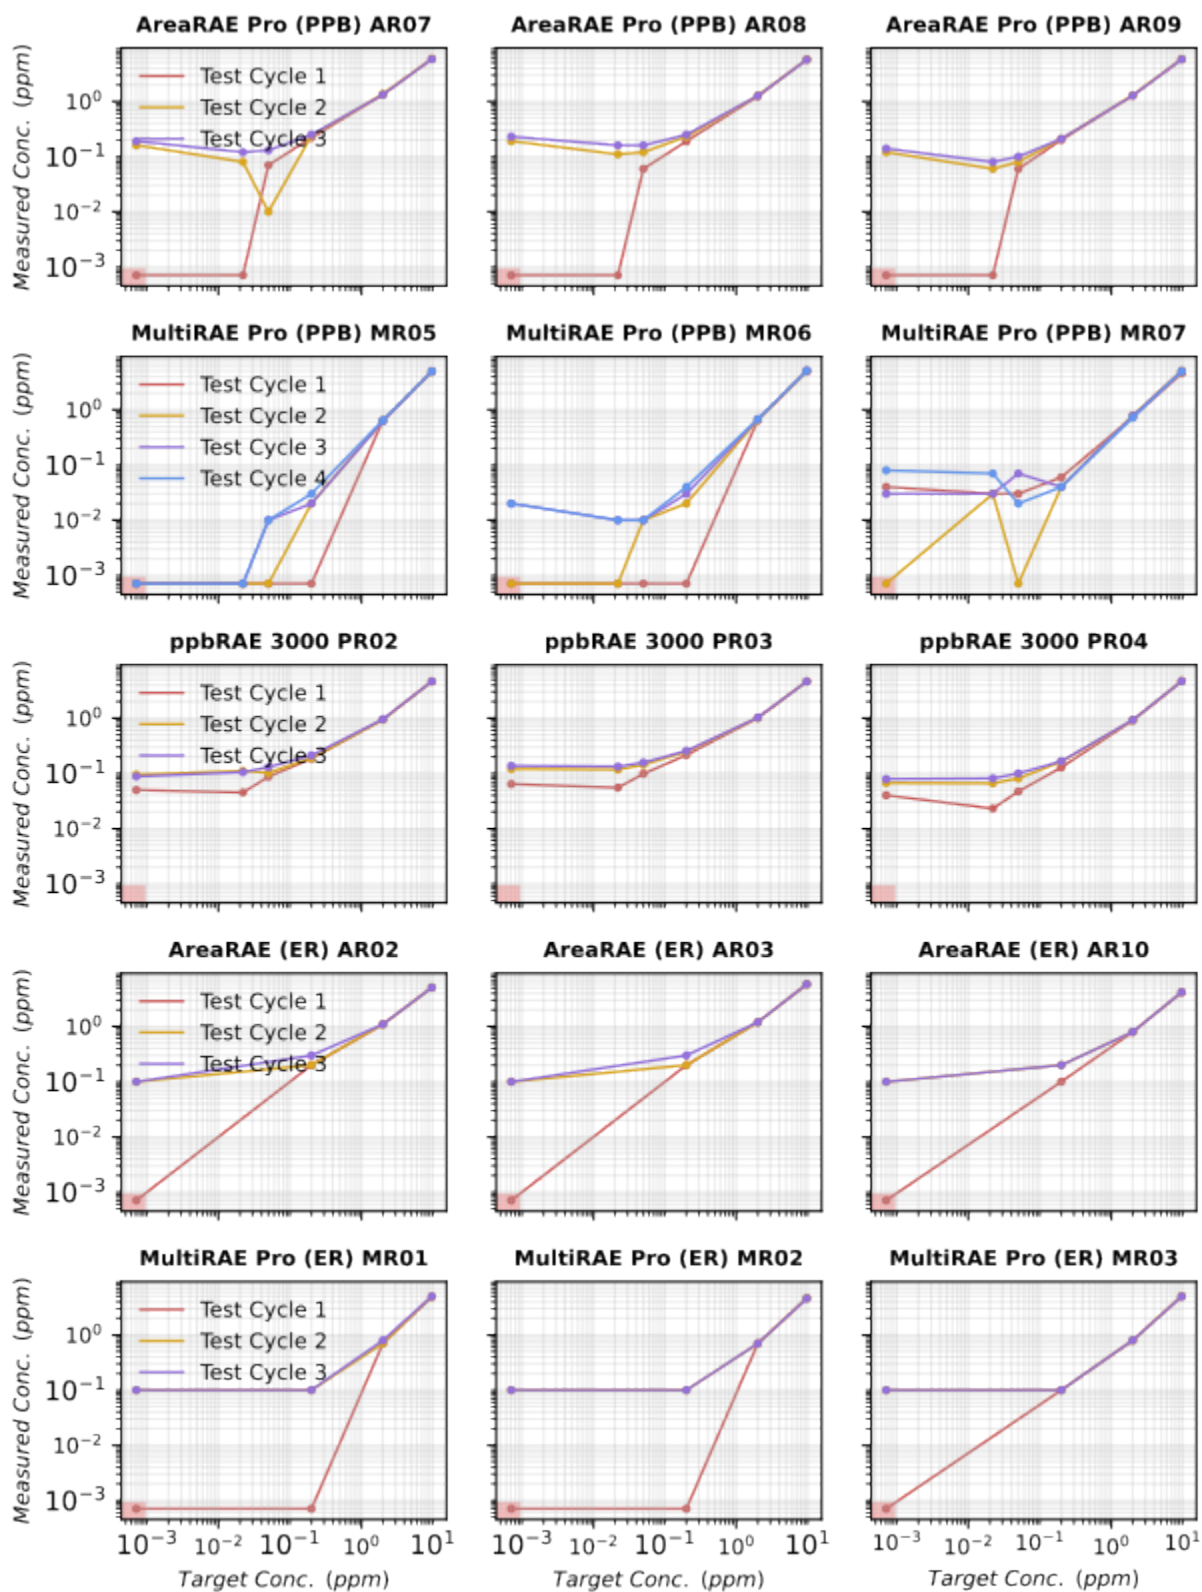 AreaRAE Pro (PPB) AR07 AreaRAE Pro (PPB) AR08 AreaRAE Pro (PPB) AR09
Measured Conc. (ppm)
10⁰
10⁻¹
10⁻²
10⁻³
Test Cycle 1
Test Cycle 2
Test Cycle 3
MultiRAE Pro (PPB) MR05 MultiRAE Pro (PPB) MR06 MultiRAE Pro (PPB) MR07
Measured Conc. (ppm)
10⁰
10⁻¹
10⁻²
10⁻³
Test Cycle 1
Test Cycle 2
Test Cycle 3
Test Cycle 4
ppbRAE 3000 PR02 ppbRAE 3000 PR03 ppbRAE 3000 PR04
Measured Conc. (ppm)
10⁰
10⁻¹
10⁻²
10⁻³
Test Cycle 1
Test Cycle 2
Test Cycle 3
AreaRAE (ER) AR02 AreaRAE (ER) AR03 AreaRAE (ER) AR10
Measured Conc. (ppm)
10⁰
10⁻¹
10⁻²
10⁻³
Test Cycle 1
Test Cycle 2
Test Cycle 3
MultiRAE Pro (ER) MR01 MultiRAE Pro (ER) MR02 MultiRAE Pro (ER) MR03
Measured Conc. (ppm)
10⁰
10⁻¹
10⁻²
10⁻³
Test Cycle 1
Test Cycle 2
Test Cycle 3
10⁻³ 10⁻² 10⁻¹ 10⁰ 10¹ 10⁻³ 10⁻² 10⁻¹ 10⁰ 10¹ 10⁻³ 10⁻² 10⁻¹ 10⁰ 10¹
Target Conc. (ppm) Target Conc. (ppm) Target Conc. (ppm)